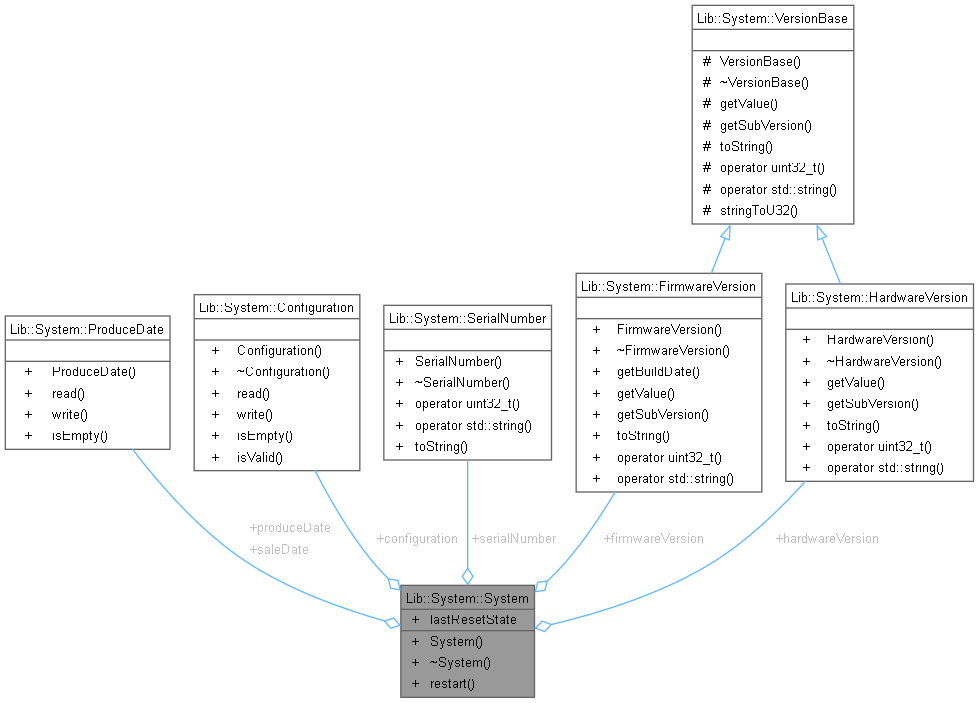 Lib::System::VersionBase
# VersionBase()
# ~VersionBase()
# getValue()
# getSubVersion()
# toString()
# operator uint32_t()
# operator std::string()
# stringToU32()
Lib::System::ProduceDate
+ ProduceDate()
+ read()
+ write()
+ isEmpty()
Lib::System::Configuration
+ Configuration()
+ ~Configuration()
+ read()
+ write()
+ isEmpty()
+ isValid()
Lib::System::SerialNumber
+ SerialNumber()
+ ~SerialNumber()
+ operator uint32_t()
+ operator std::string()
+ toString()
Lib::System::FirmwareVersion
+ FirmwareVersion()
+ ~FirmwareVersion()
+ getBuildDate()
+ getValue()
+ getSubVersion()
+ toString()
+ operator uint32_t()
+ operator std::string()
Lib::System::HardwareVersion
+ HardwareVersion()
+ ~HardwareVersion()
+ getValue()
+ getSubVersion()
+ toString()
+ operator uint32_t()
+ operator std::string()
+produceDate
+saleDate
+configuration
+serialNumber
+firmwareVersion
+hardwareVersion
Lib::System::System
+ lastResetState
+ System()
+ ~System()
+ restart()